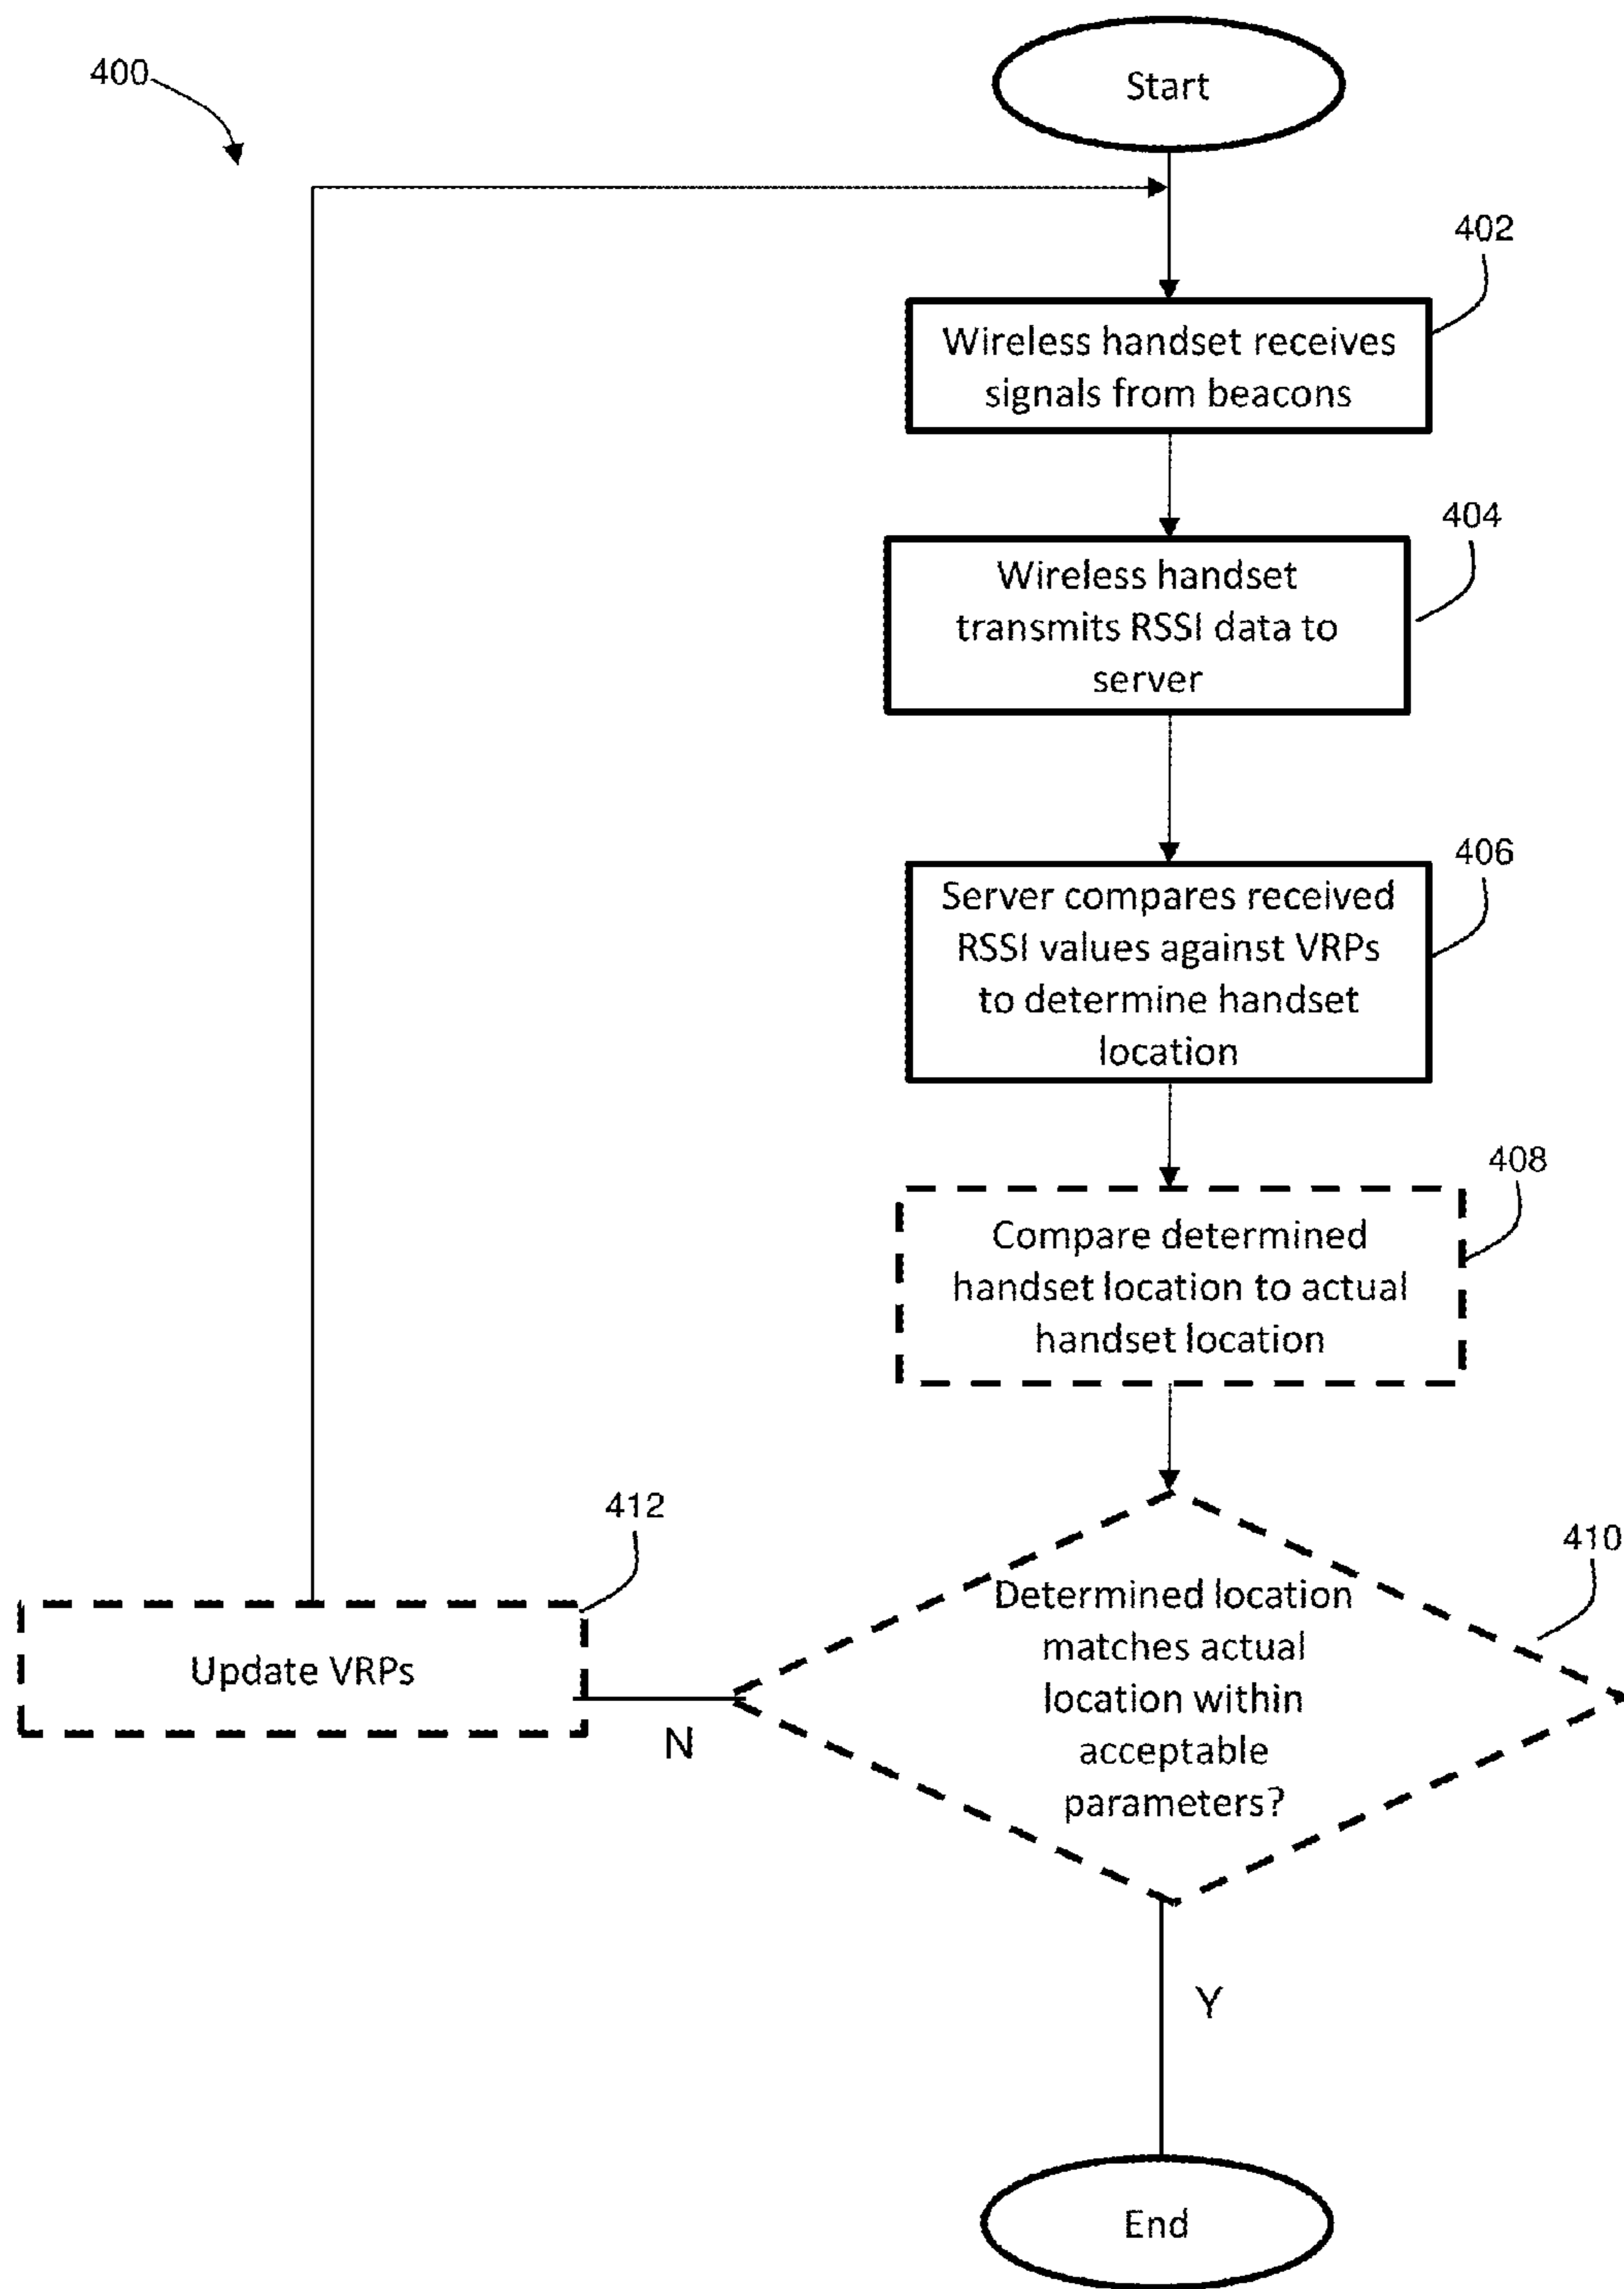 400
Start
402
Wireless handset receives
signals from beacons
404
Wireless handset
transmits RSSI data to
server
406
Server compares received
RSSI values against VRPs
to determine handset
location
408
Compare determined
handset location to actual
handset location
412
410
Determined location
matches actual
location within
acceptable
parameters?
Update VRPs
N
Y
End